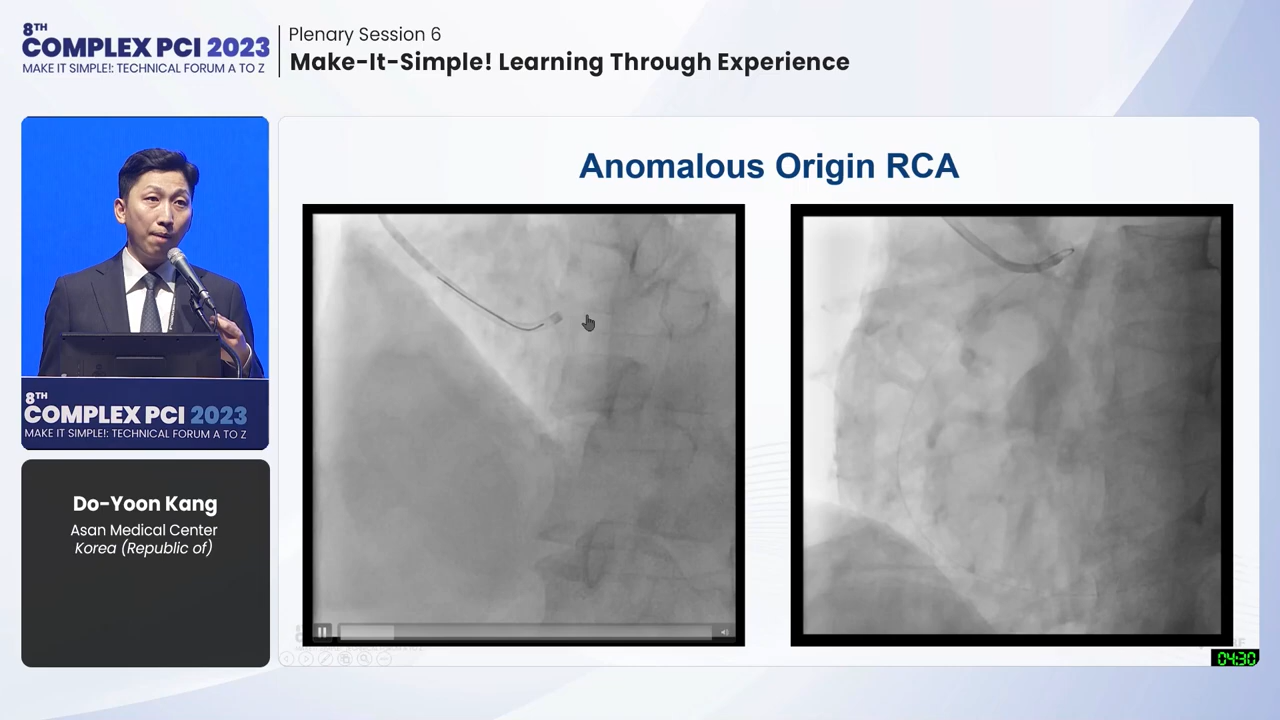 8TH
COMPLEX PCI 2023
MAKE IT SIMPLE!: TECHNICAL FORUM A TO Z
Plenary Session 6
Make-It-Simple! Learning Through Experience
Anomalous Origin RCA
8TH
COMPLEX PCI 2023
MAKE IT SIMPLE!: TECHNICAL FORUM A TO Z
Do-Yoon Kang
Asan Medical Center
Korea (Republic of)
04:30